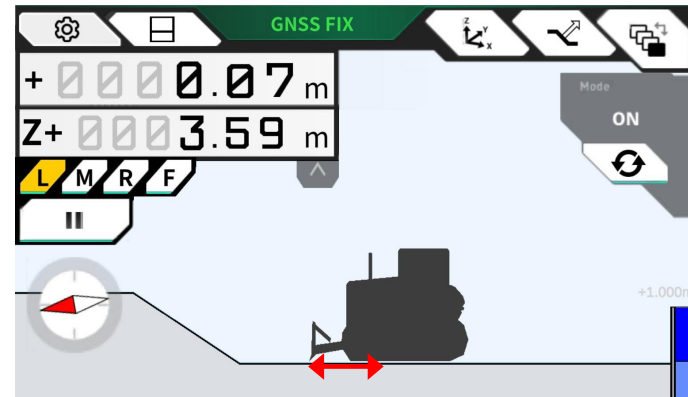 GNSS FIX
Z Y X
+ 0000.07 m
Z+ 0003.59 m
Mode
ON
L M R F
+1.000m